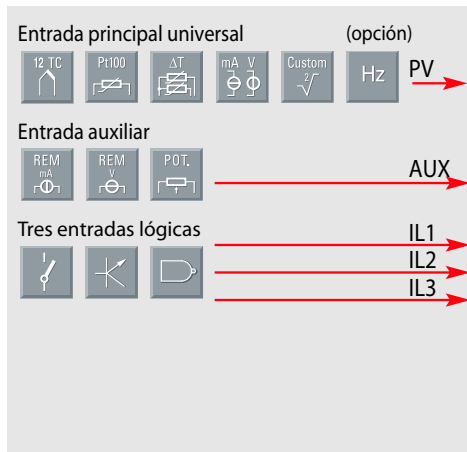 Entrada principal universal (opción)
12 TC Pt100 ΔT mA V Custom 2√ Hz PV
Entrada auxiliar
REM mA REM V POT. AUX
Tres entradas lógicas IL1
IL2
IL3